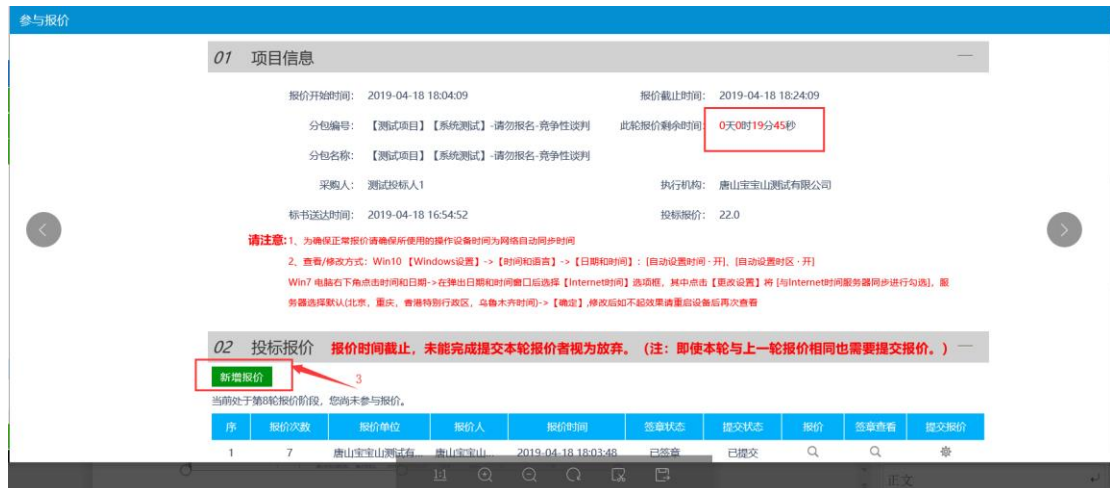 参与报价
01 项目信息
报价开始时间： 2019-04-18 18:04:09 报价截止时间： 2019-04-18 18:24:09
分包编号： 【测试项目】【系统测试】-请勿报名-竞争性谈判 此轮报价剩余时间： 0天0时19分45秒
分包名称： 【测试项目】【系统测试】-请勿报名-竞争性谈判
采购人： 测试投标人1 执行机构： 唐山宝宝山测试有限公司
标书送达时间： 2019-04-18 16:54:52 投标报价： 22.0
请注意:1、为确保正常报价请确保所使用的操作设备时间为网络自动同步时间
2、查看/修改方式：Win10 【Windows设置】->【时间和语言】->【日期和时间】: [自动设置时间 · 开]、[自动设置时区 · 开]
Win7 电脑右下角点击时间和日期->在弹出日期和时间窗口后选择【Internet时间】选项框，其中点击【更改设置】将 [与Internet时间服务器同步进行勾选]，服
务器选择默认(北京，重庆，香港特别行政区，乌鲁木齐时间)->【确定】,修改后如不起效果请重启设备后再次查看
02 投标报价 报价时间截止，未能完成提交本轮报价者视为放弃。（注：即使本轮与上一轮报价相同也需要提交报价。）
新增报价
3
当前处于第8轮报价阶段，您尚未参与报价。
序 报价次数 报价单位 报价人 报价时间 签章状态 提交状态 报价 签章查看 提交报价
1 7 唐山宝宝山测试有... 唐山宝宝山... 2019-04-18 18:03:48 已签章 已提交
1:1
正文